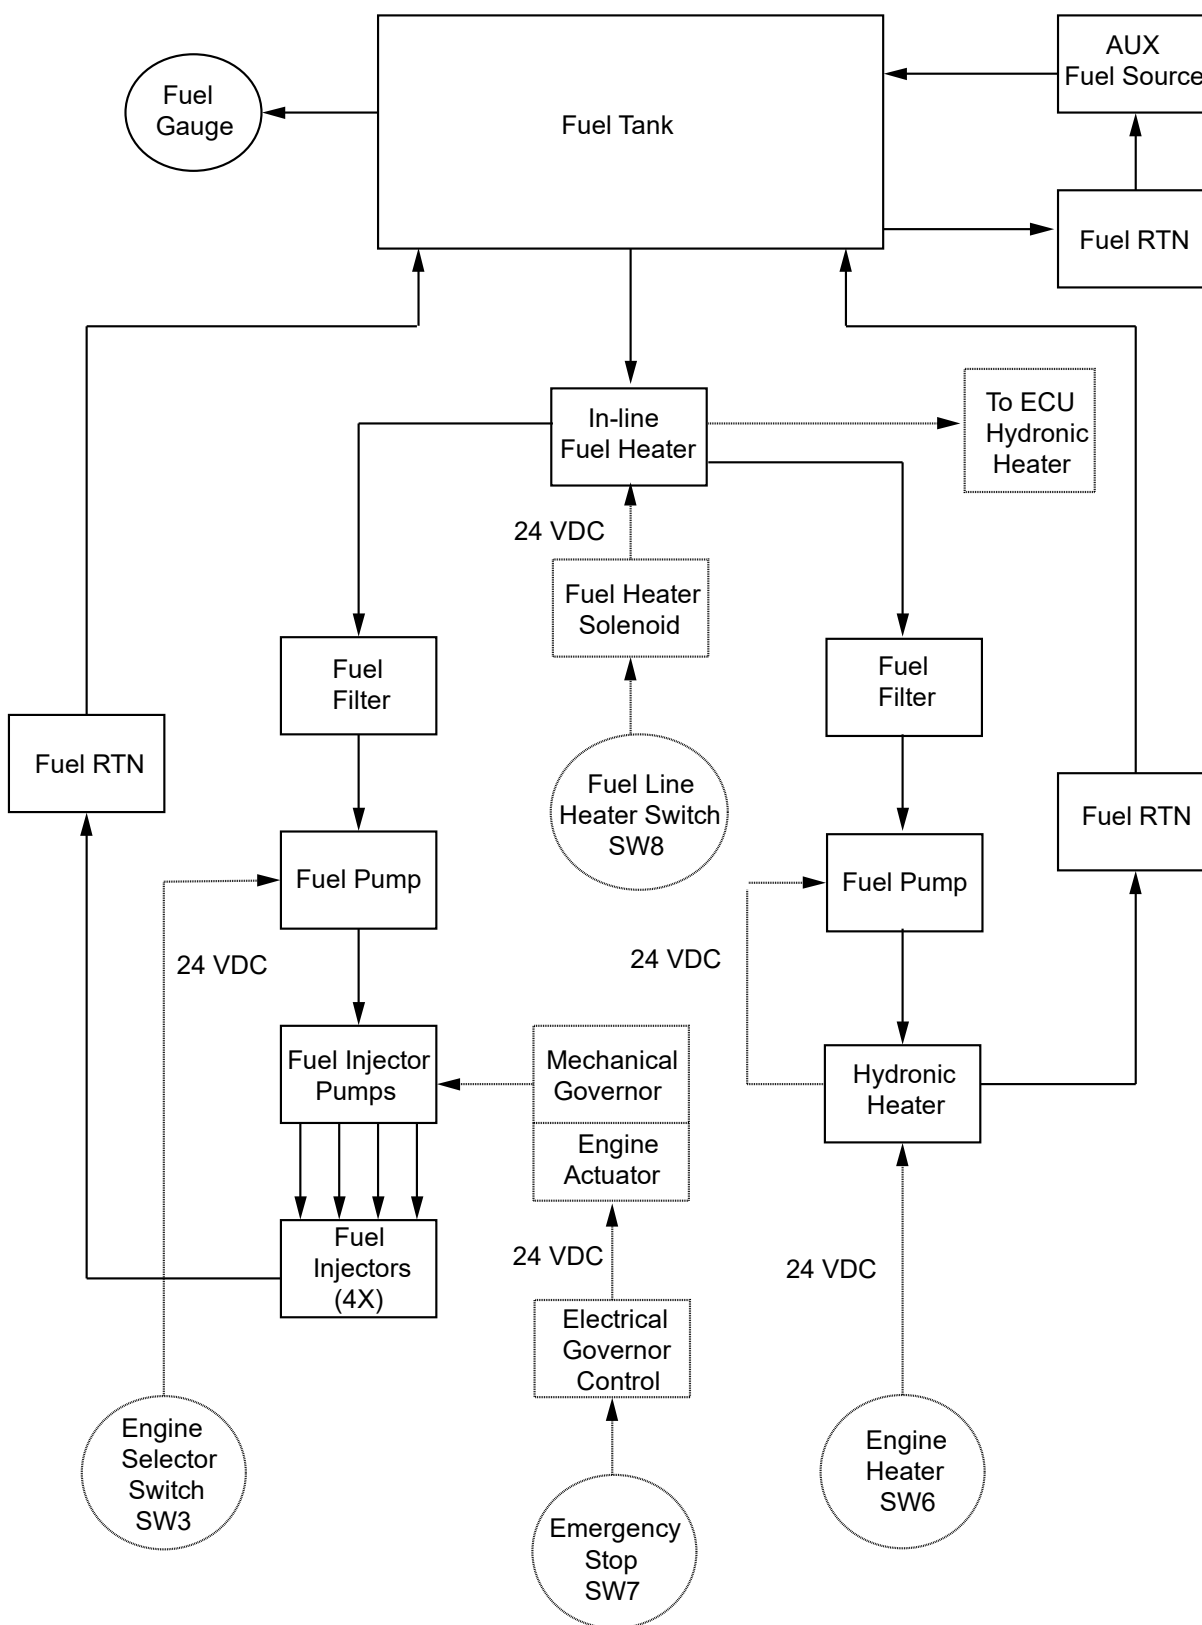 AUX
Fuel Source
Fuel
Gauge
Fuel Tank
Fuel RTN
In-line
Fuel Heater
To ECU
Hydronic
Heater
24 VDC
Fuel Heater
Solenoid
Fuel
Filter
Fuel
Filter
Fuel RTN
Fuel Line
Heater Switch
SW8
Fuel RTN
Fuel Pump
Fuel Pump
24 VDC
24 VDC
Fuel Injector
Pumps
Mechanical
Governor
Hydronic
Heater
Engine
Actuator
Fuel
Injectors
(4X)
24 VDC
24 VDC
Electrical
Governor
Control
Engine
Selector
Switch
SW3
Engine
Heater
SW6
Emergency
Stop
SW7